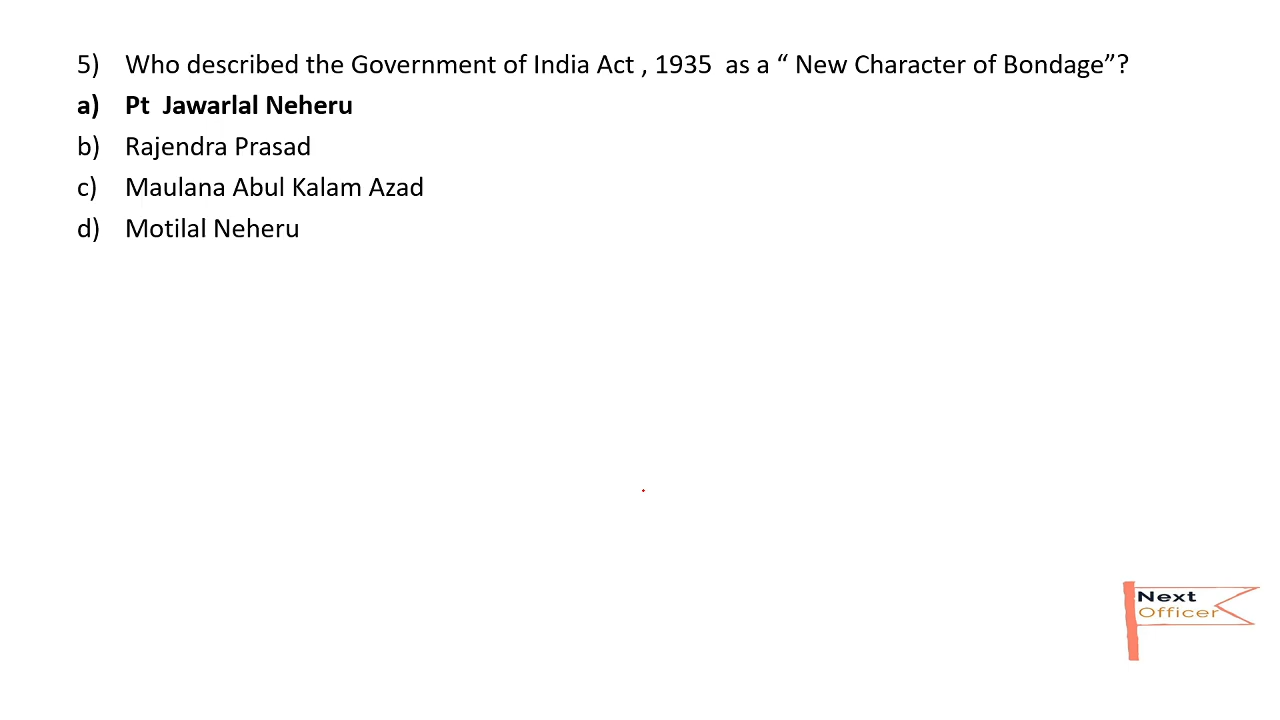 5) Who described the Government of India Act , 1935 as a “ New Character of Bondage”?
a) Pt Jawarlal Neheru
b) Rajendra Prasad
c) Maulana Abul Kalam Azad
d) Motilal Neheru
Next
Officer